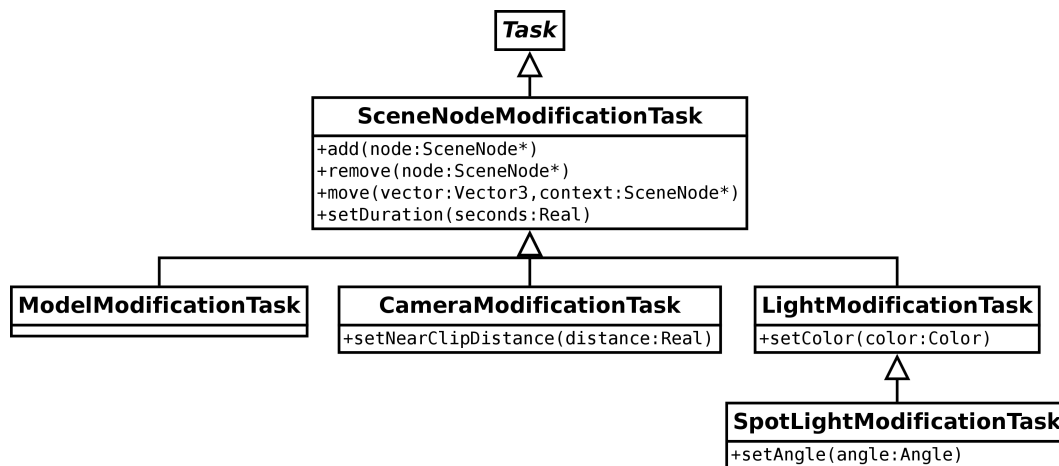 Task
SceneNodeModificationTask
+add(node:SceneNode*)
+remove(node:SceneNode*)
+move(vector:Vector3,context:SceneNode*)
+setDuration(seconds:Real)
ModelModificationTask
CameraModificationTask
LightModificationTask
+setNearClipDistance(distance:Real)
+setColor(color:Color)
SpotLightModificationTask
+setAngle(angle:Angle)